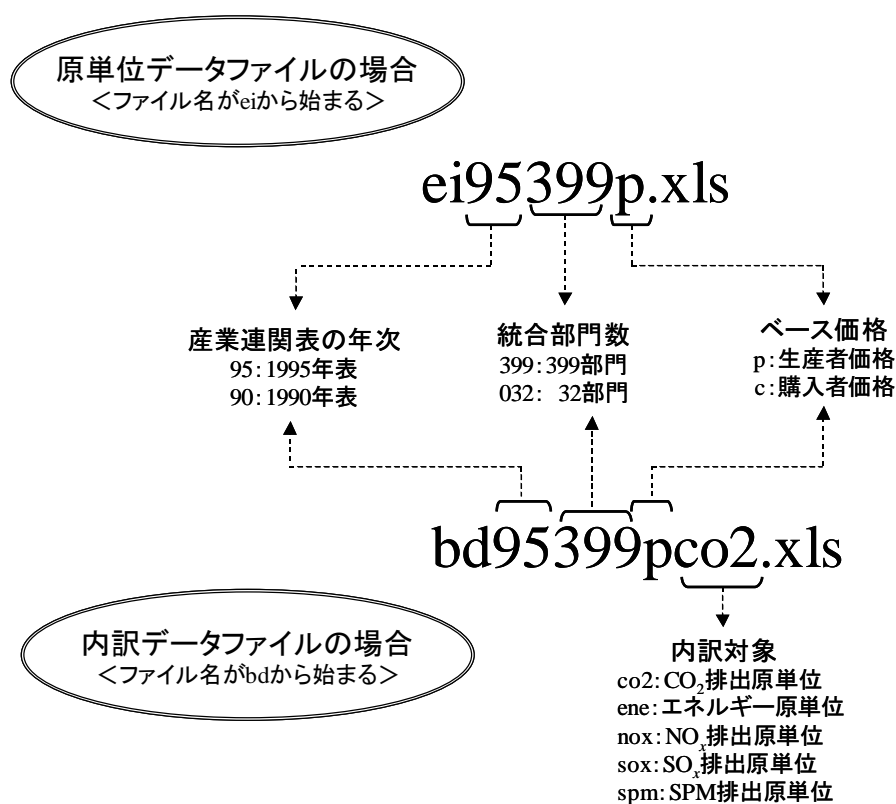 原単位データファイルの場合
＜ファイル名がeiから始まる＞
ei95399p.xls
産業連関表の年次
95：1995年表
90：1990年表
統合部門数
399：399部門
032： 32部門
ベース価格
p：生産者価格
c：購入者価格
bd95399pco2.xls
内訳データファイルの場合
＜ファイル名がbdから始まる＞
内訳対象
co2：CO₂排出原単位
ene：エネルギー原単位
nox：NOₓ排出原単位
sox：SOₓ排出原単位
spm：SPM排出原単位